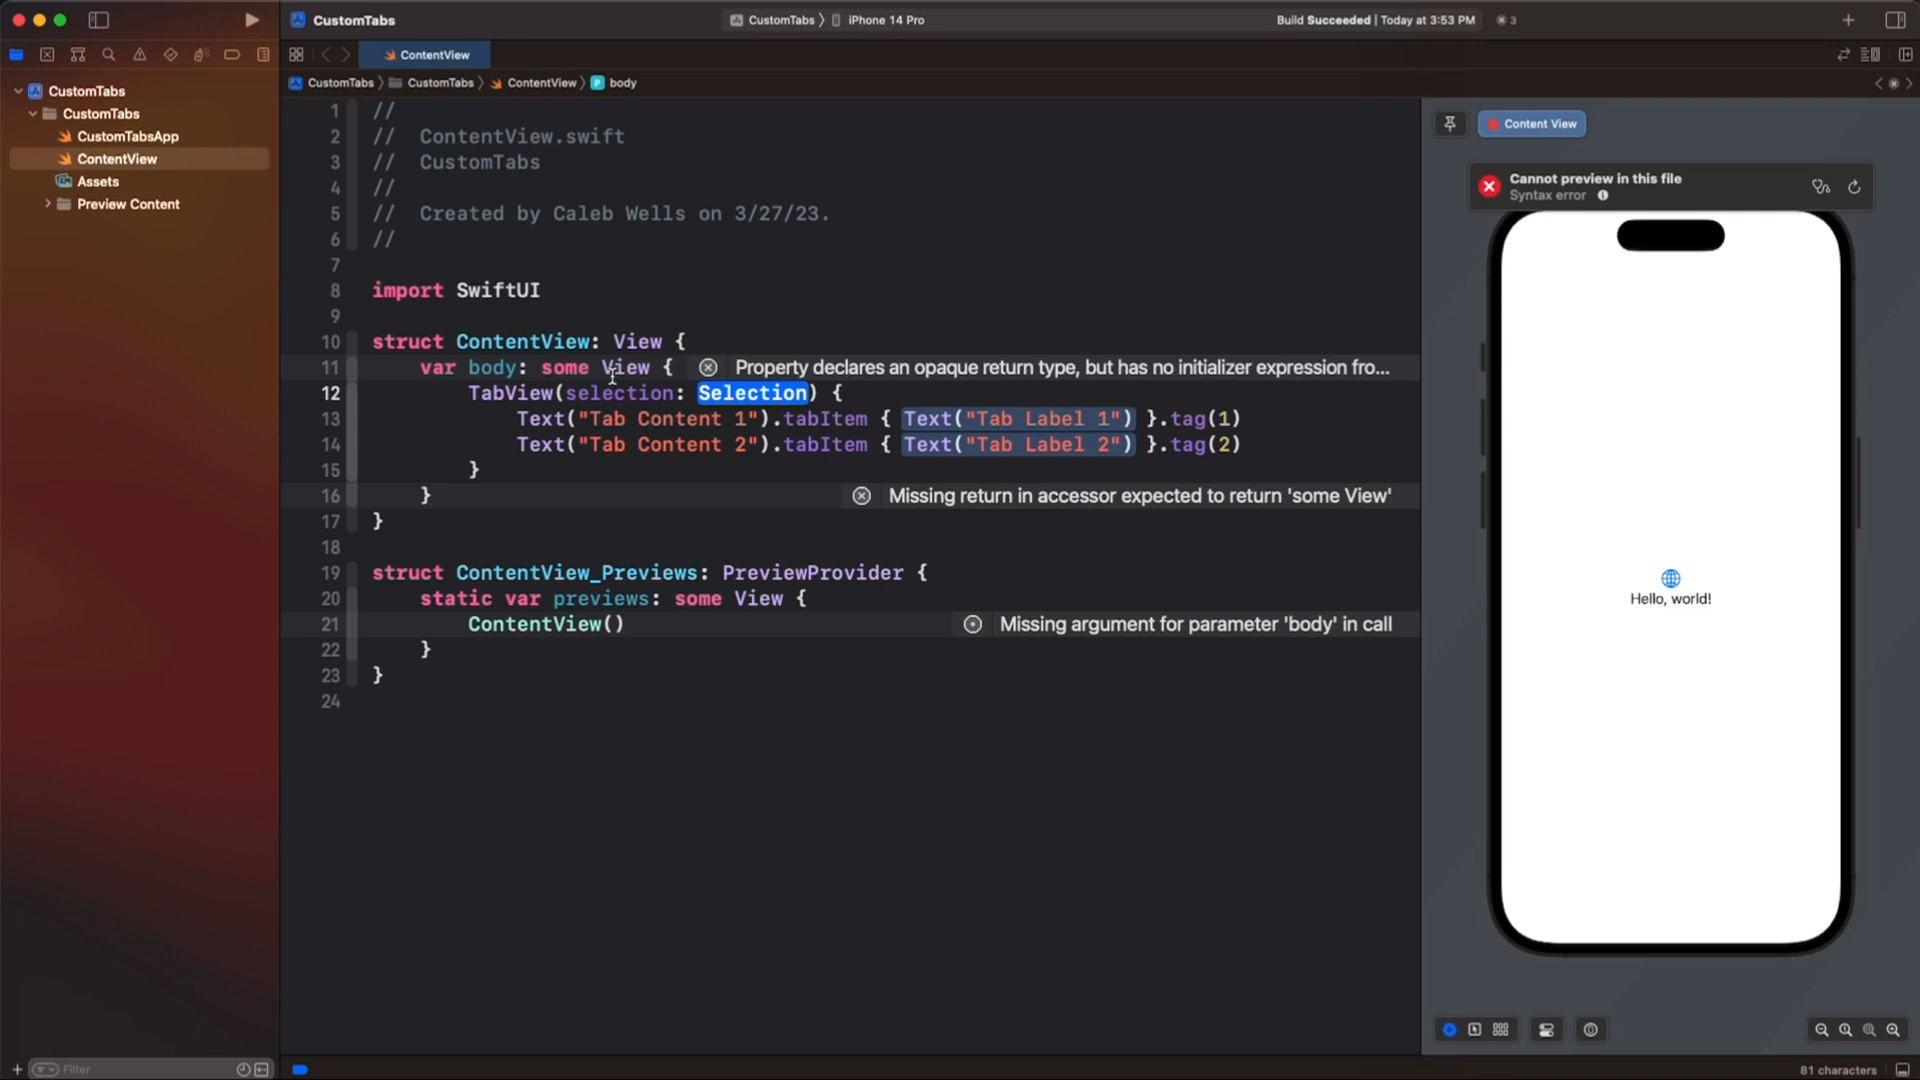 CustomTabs
CustomTabs
iPhone 14 Pro
Build Succeeded | Today at 3:53 PM
3
ContentView
CustomTabs
CustomTabs
ContentView
body
CustomTabs
CustomTabs
CustomTabsApp
ContentView
Assets
Preview Content
1 //
2 // ContentView.swift
3 // CustomTabs
4 //
5 // Created by Caleb Wells on 3/27/23.
6 //
7
8 import SwiftUI
9
10 struct ContentView: View {
11 var body: some View { Property declares an opaque return type, but has no initializer expression fro...
12 TabView(selection: Selection) {
13 Text("Tab Content 1").tabItem { Text("Tab Label 1") }.tag(1)
14 Text("Tab Content 2").tabItem { Text("Tab Label 2") }.tag(2)
15 }
16 } Missing return in accessor expected to return 'some View'
17 }
18
19 struct ContentView_Previews: PreviewProvider {
20 static var previews: some View {
21 ContentView() Missing argument for parameter 'body' in call
22 }
23 }
24
Content View
Cannot preview in this file
Syntax error
Hello, world!
Filter
81 characters